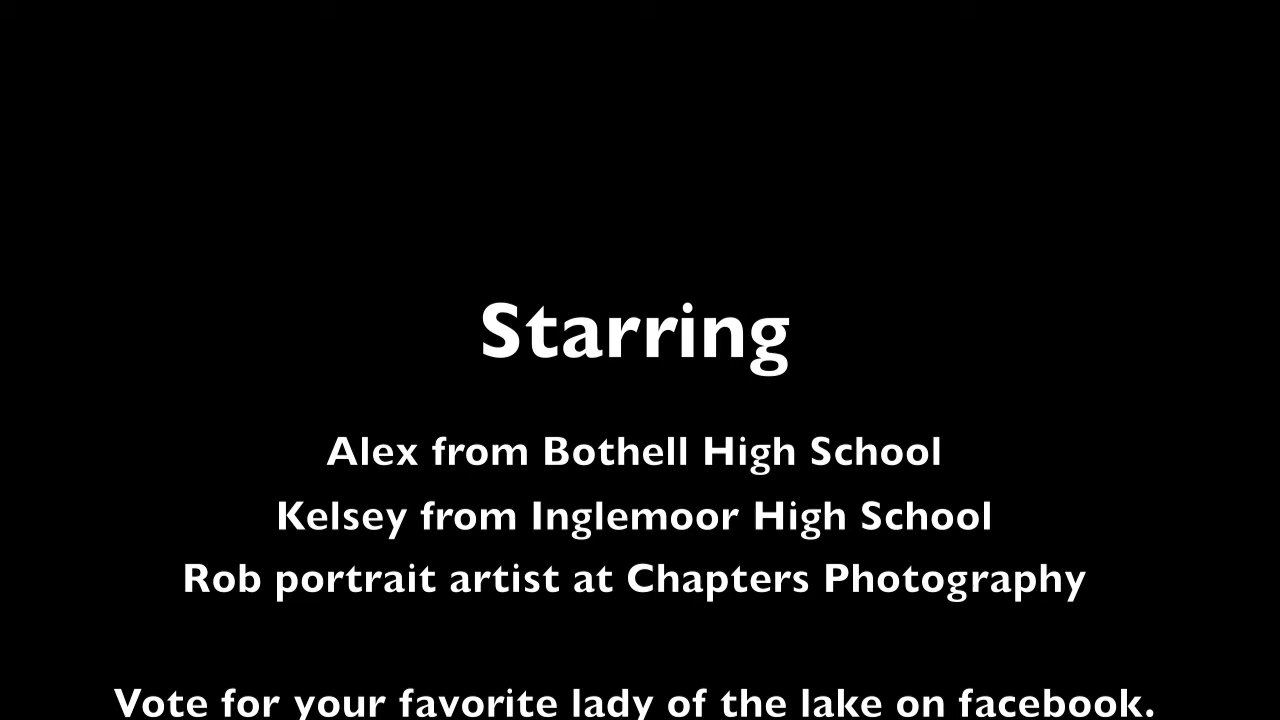 Starring
Alex from Bothell High School
Kelsey from Inglemoor High School
Rob portrait artist at Chapters Photography
Vote for your favorite lady of the lake on facebook.